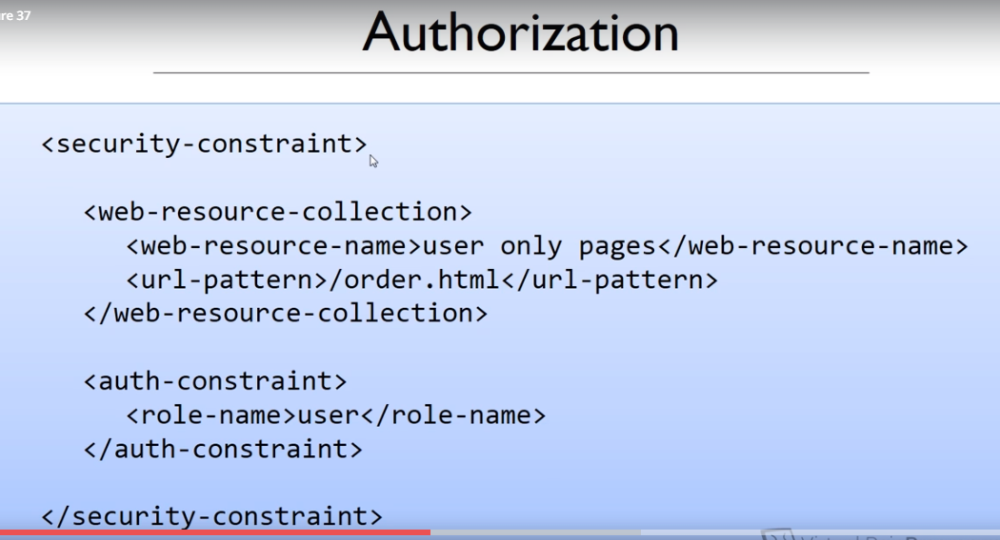 re 37
Authorization
<security-constraint>
<web-resource-collection>
<web-resource-name>user only pages</web-resource-name>
<url-pattern>/order.html</url-pattern>
</web-resource-collection>
<auth-constraint>
<role-name>user</role-name>
</auth-constraint>
</security-constraint>